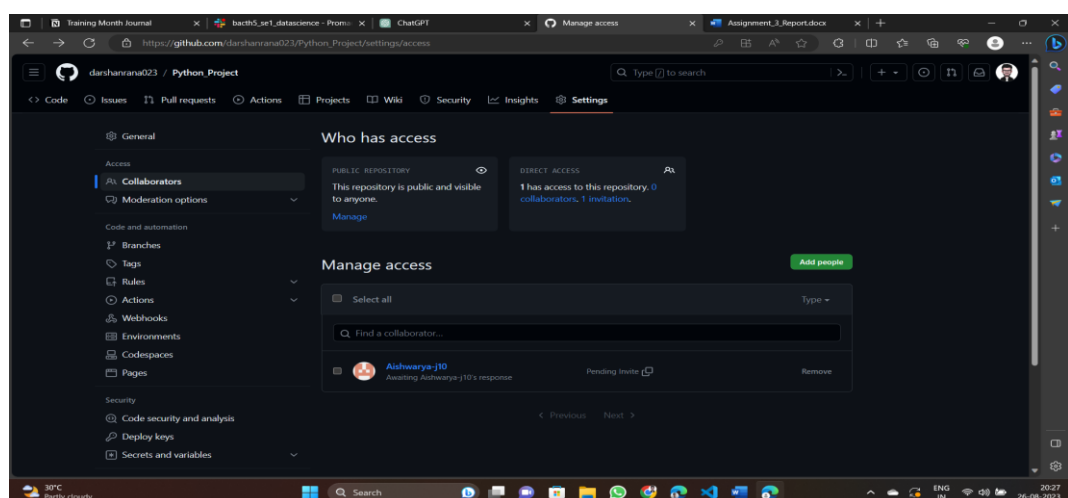 Training Month Journal
bacth5_se1_datascience - Promu
ChatGPT
Manage access
Assignment_3_Report.docx
https://github.com/darshanrana023/Python_Project/settings/access
darshanrana023 / Python_Project
Type / to search
Code
Issues
Pull requests
Actions
Projects
Wiki
Security
Insights
Settings
General
Access
Collaborators
Moderation options
Code and automation
Branches
Tags
Rules
Actions
Webhooks
Environments
Codespaces
Pages
Security
Code security and analysis
Deploy keys
Secrets and variables
Who has access
PUBLIC REPOSITORY
This repository is public and visible
to anyone.
Manage
DIRECT ACCESS
1 has access to this repository. 0
collaborators. 1 invitation.
Manage access
Add people
Select all
Type
Find a collaborator...
Aishwarya-j10
Awaiting Aishwarya-j10's response
Pending Invite
Remove
Previous Next
30°C
Partly cloudy
Search
ENG
IN
20:27
26-08-2023